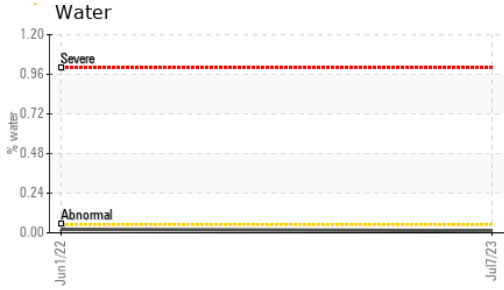 Water
1.20
Severe
0.96
0.72
% water
0.48
0.24
Abnormal
0.00
Jun1/22
Jul7/23